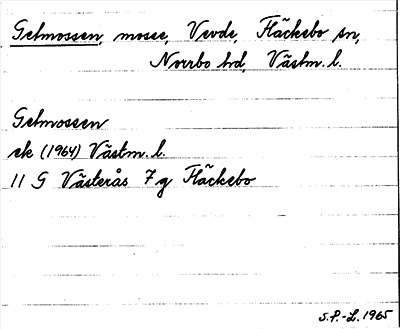 Getmossen, mosse, Vevde, Fläckebo sn,
Norrbo hd, Västm. l.
Getmossen
ek (1964) Västm. l.
11 G Västerås 7 g Fläckebo
S.P.-L. 1965